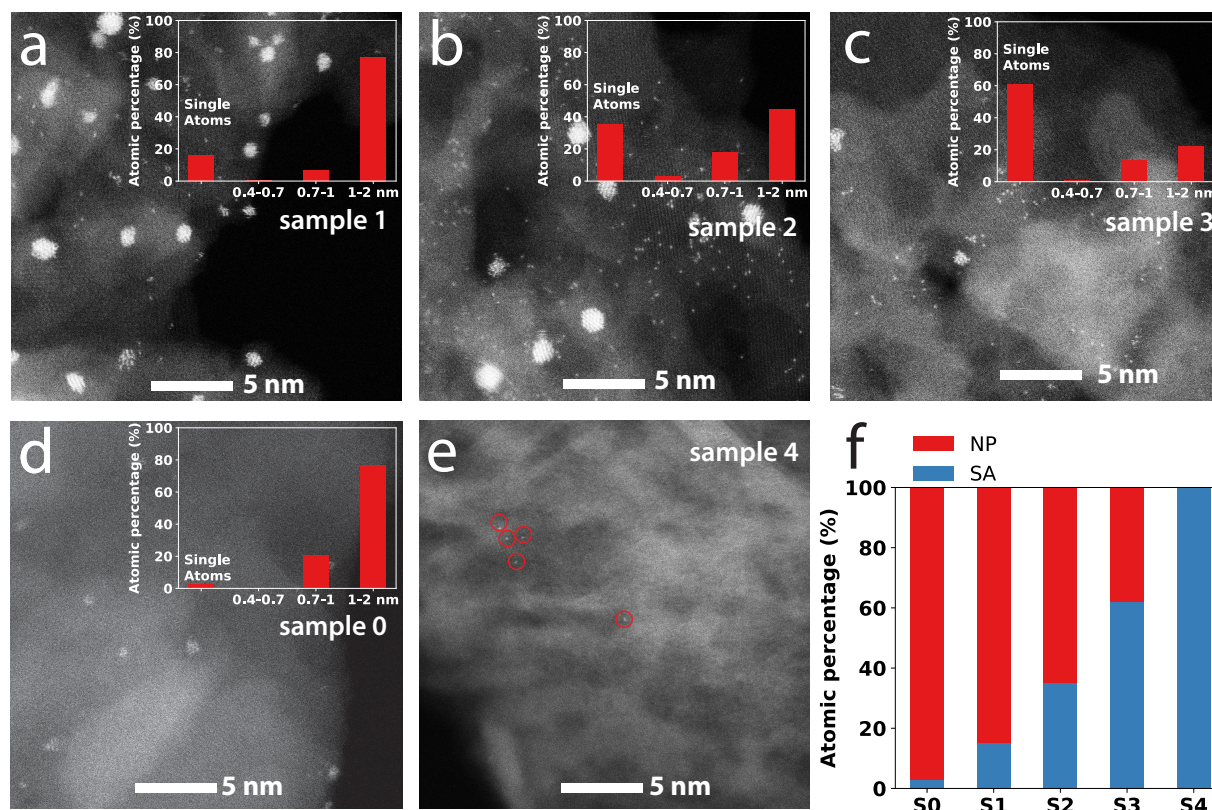 a
Atomic percentage (%)
100
80
60
40
20
0
Single
Atoms
0.4-0.7
0.7-1
1-2 nm
sample 1
5 nm
b
Atomic percentage (%)
100
80
60
40
20
0
Single
Atoms
0.4-0.7
0.7-1
1-2 nm
sample 2
5 nm
c
Atomic percentage (%)
100
80
60
40
20
0
Single
Atoms
0.4-0.7
0.7-1
1-2 nm
sample 3
5 nm
d
Atomic percentage (%)
100
80
60
40
20
0
Single
Atoms
0.4-0.7
0.7-1
1-2 nm
sample 0
5 nm
e
sample 4
5 nm
f
NP
SA
Atomic percentage (%)
100
80
60
40
20
0
S0
S1
S2
S3
S4